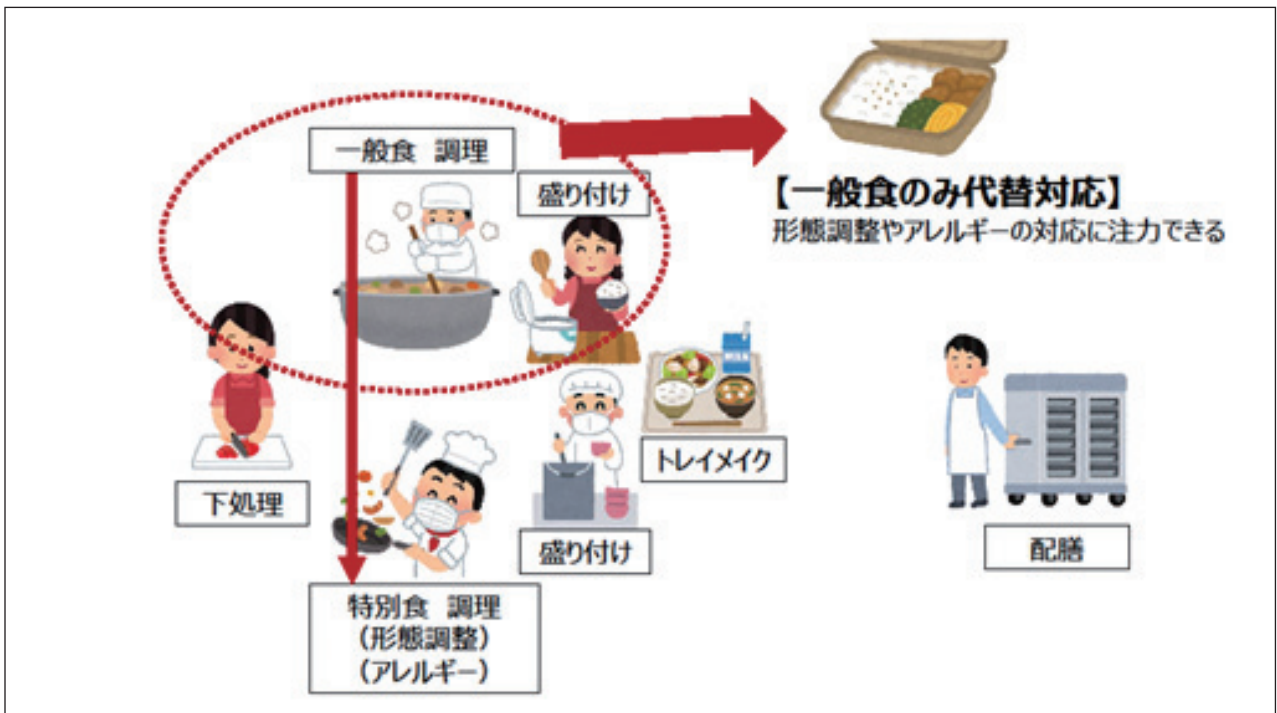 一般食 調理
盛り付け
【一般食のみ代替対応】
形態調整やアレルギーの対応に注力できる
MILK
下処理
トレイメイク
盛り付け
配膳
特別食 調理
（形態調整）
（アレルギー）